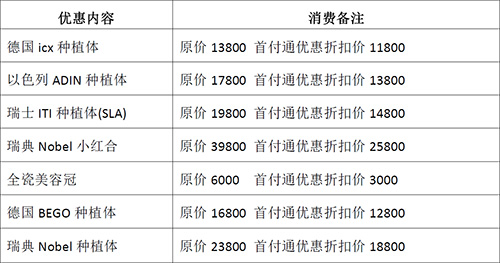 优惠内容 消费备注
德国 icx 种植体 原价 13800 首付通优惠折扣价 11800
以色列 ADIN 种植体 原价 17800 首付通优惠折扣价 13800
瑞士 ITI 种植体(SLA) 原价 19800 首付通优惠折扣价 14800
瑞典 Nobel 小红合 原价 39800 首付通优惠折扣价 25800
全瓷美容冠 原价 6000 首付通优惠折扣价 3000
德国 BEGO 种植体 原价 16800 首付通优惠折扣价 12800
瑞典 Nobel 种植体 原价 23800 首付通优惠折扣价 18800